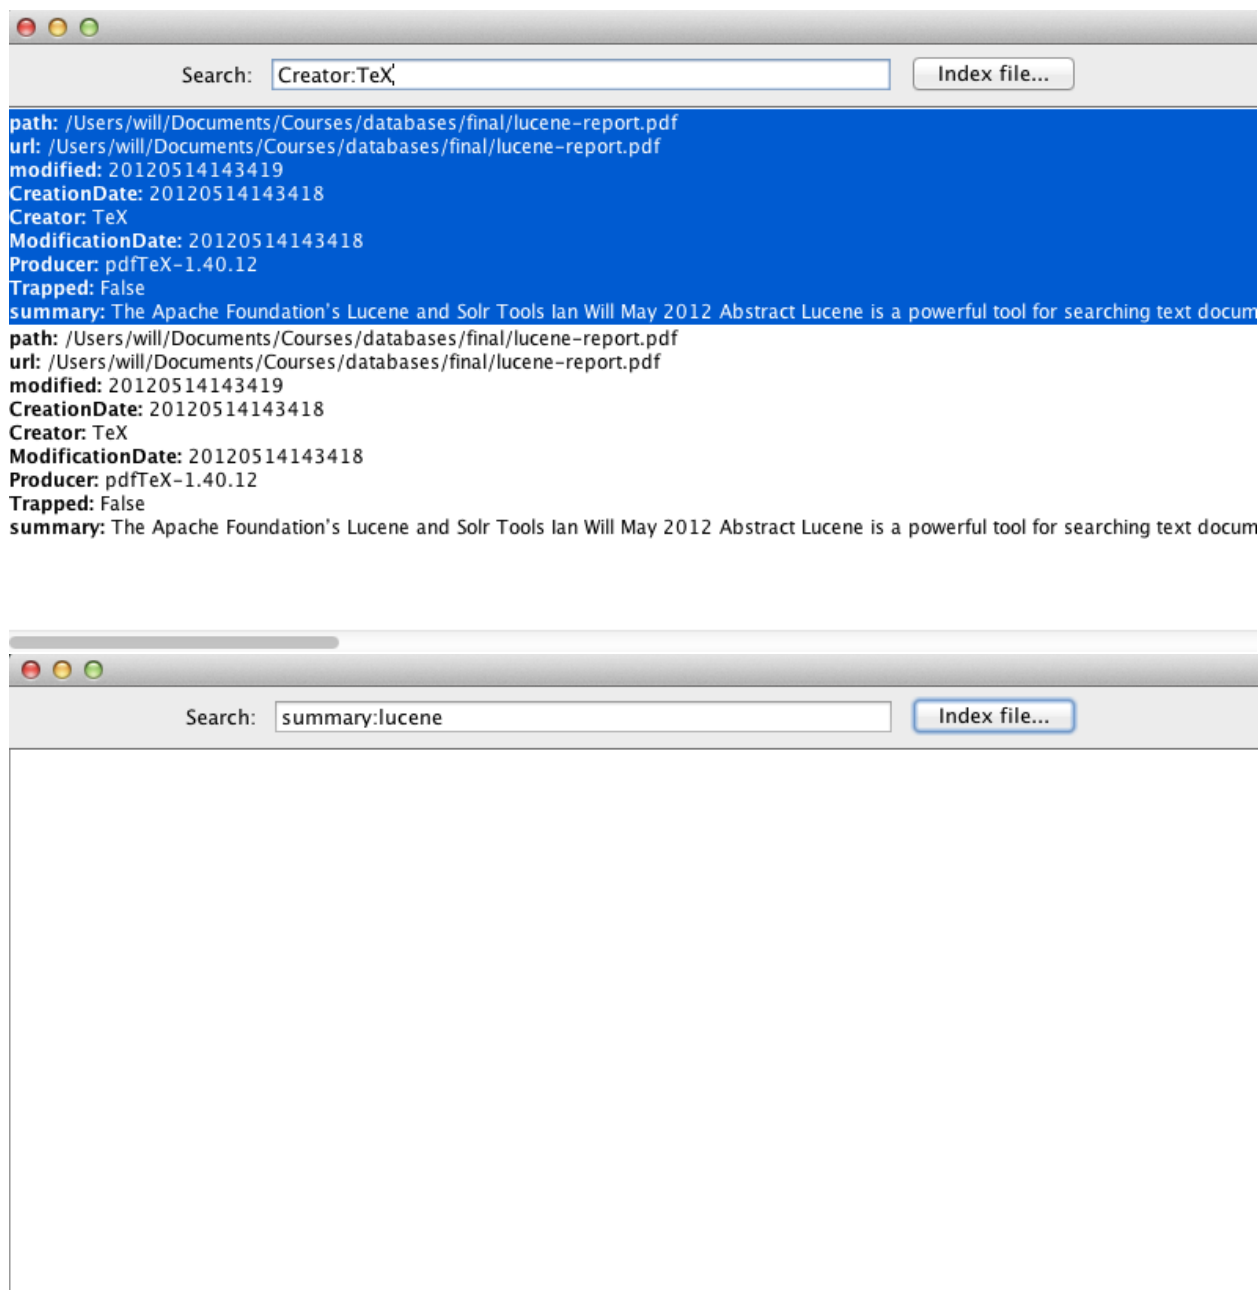 Search: Creator:TeX Index file...
path: /Users/will/Documents/Courses/databases/final/lucene-report.pdf
url: /Users/will/Documents/Courses/databases/final/lucene-report.pdf
modified: 20120514143419
CreationDate: 20120514143418
Creator: TeX
ModificationDate: 20120514143418
Producer: pdfTeX-1.40.12
Trapped: False
summary: The Apache Foundation's Lucene and Solr Tools Ian Will May 2012 Abstract Lucene is a powerful tool for searching text docum
path: /Users/will/Documents/Courses/databases/final/lucene-report.pdf
url: /Users/will/Documents/Courses/databases/final/lucene-report.pdf
modified: 20120514143419
CreationDate: 20120514143418
Creator: TeX
ModificationDate: 20120514143418
Producer: pdfTeX-1.40.12
Trapped: False
summary: The Apache Foundation's Lucene and Solr Tools Ian Will May 2012 Abstract Lucene is a powerful tool for searching text docum
Search: summary:lucene Index file...